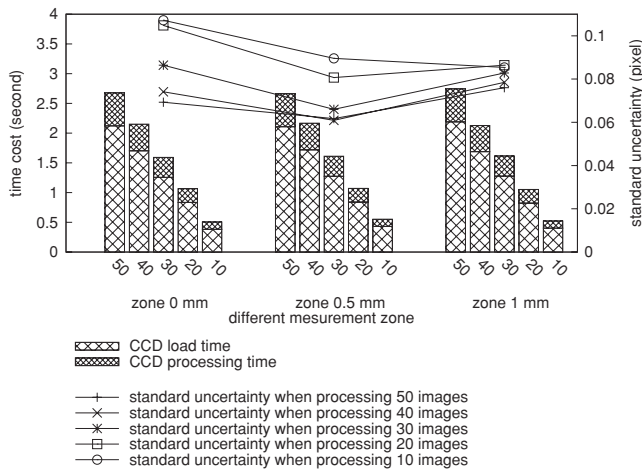 time cost (second)
4
3.5
3
2.5
2
1.5
1
0.5
0
standard uncertainty (pixel)
0.1
0.08
0.06
0.04
0.02
0
50 40 30 20 10 50 40 30 20 10 50 40 30 20 10
zone 0 mm zone 0.5 mm zone 1 mm
different mesurement zone
CCD load time
CCD processing time
standard uncertainty when processing 50 images
standard uncertainty when processing 40 images
standard uncertainty when processing 30 images
standard uncertainty when processing 20 images
standard uncertainty when processing 10 images